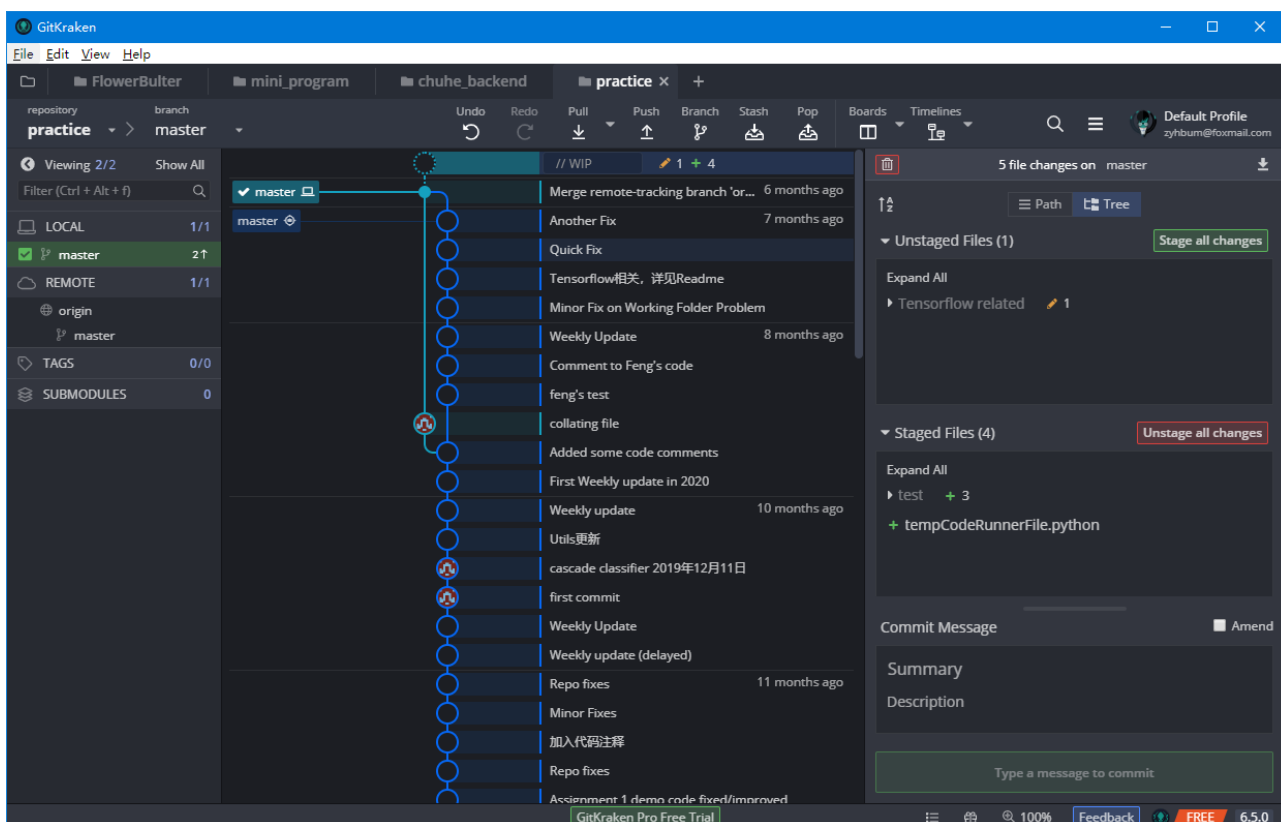 GitKraken
File Edit View Help
FlowerBulter mini_program chuhe_backend practice × +
repository branch Undo Redo Pull Push Branch Stash Pop Boards Timelines
practice master
Default Profile
zyhbum@foxmail.com
Viewing 2/2 Show All
Filter (Ctrl + Alt + f)
LOCAL 1/1
master 2↑
REMOTE 1/1
origin
master
TAGS 0/0
SUBMODULES 0
// WIP 1 + 4
master Merge remote-tracking branch 'or... 6 months ago
master Another Fix 7 months ago
Quick Fix
Tensorflow相关，详见Readme
Minor Fix on Working Folder Problem
Weekly Update 8 months ago
Comment to Feng's code
feng's test
collating file
Added some code comments
First Weekly update in 2020
Weekly update 10 months ago
Utils更新
cascade classifier 2019年12月11日
first commit
Weekly Update
Weekly update (delayed)
Repo fixes 11 months ago
Minor Fixes
加入代码注释
Repo fixes
Assignment 1 demo code fixed/improved
5 file changes on master
Path Tree
Unstaged Files (1) Stage all changes
Expand All
Tensorflow related 1
Staged Files (4) Unstage all changes
Expand All
test + 3
+ tempCodeRunnerFile.python
Commit Message Amend
Summary
Description
Type a message to commit
GitKraken Pro Free Trial 100% Feedback FREE 6.5.0